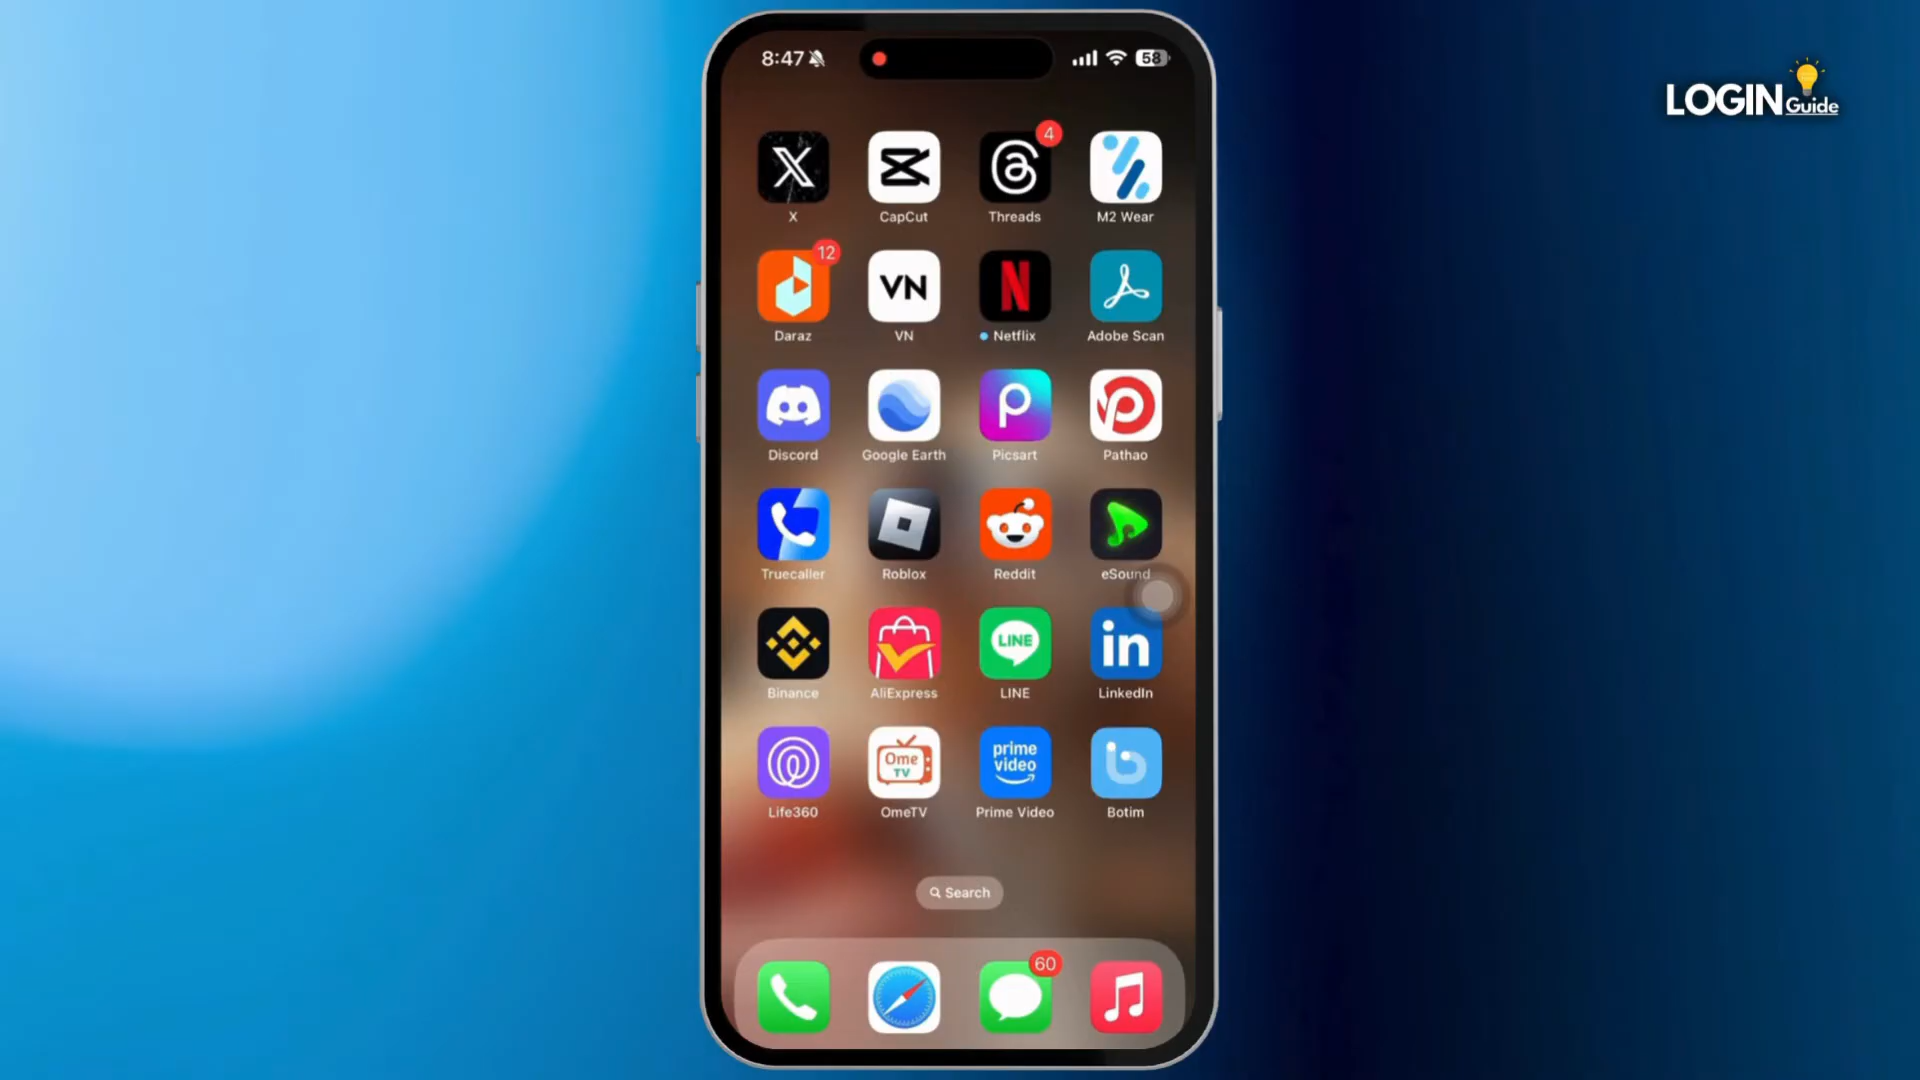 8:47
58
LOGIN Guide
4
X
CapCut
Threads
M2 Wear
12
VN
N
Daraz
VN
Netflix
Adobe Scan
Discord
Google Earth
Picsart
Pathao
Truecaller
Roblox
Reddit
eSound
LINE
in
Binance
AliExpress
LINE
LinkedIn
Ome TV
prime video
Life360
OmeTV
Prime Video
Botim
Search
60